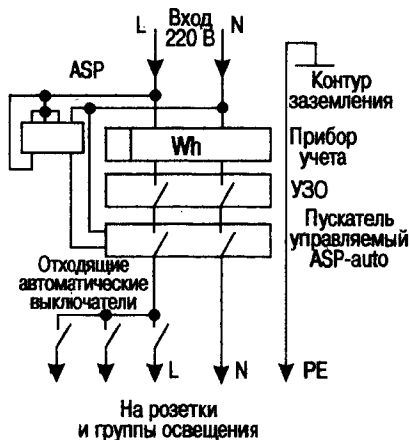 L
Вход
220 В
N
ASP
Контур
заземления
Wh
Прибор
учета
УЗО
Пускатель
управляемый
ASP-auto
Отходящие
автоматические
выключатели
L
N
PE
На розетки
и группы освещения